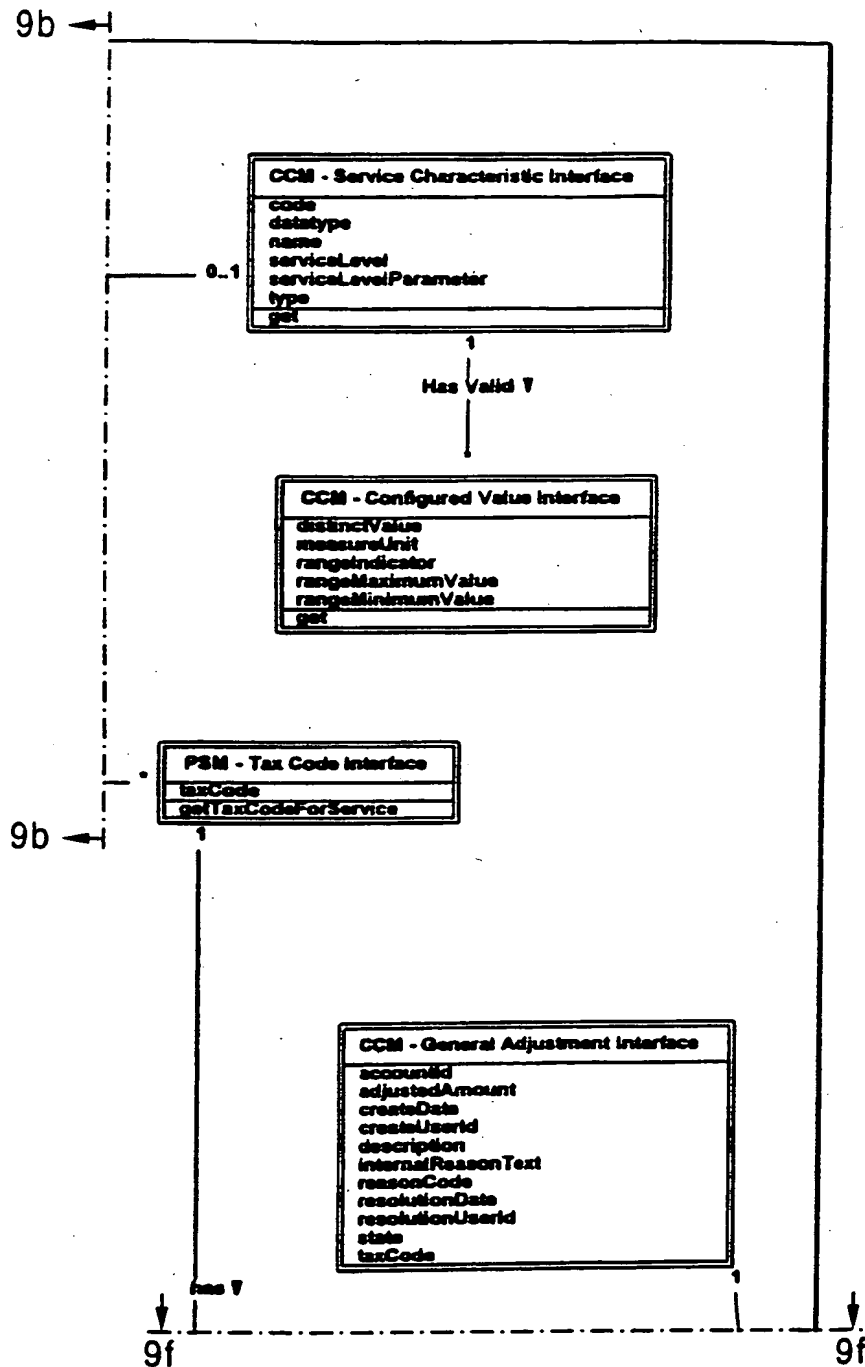 9b
CCM - Service Characteristic Interface
code
datatype
name
serviceLevel
serviceLevelParameter
type
get
0..1
1
Has Valid ▼
*
CCM - Configured Value Interface
distinctValue
measureUnit
rangeIndicator
rangeMaximumValue
rangeMinimumValue
get
*
PSM - Tax Code Interface
taxCode
getTaxCodeForService
9b
1
CCM - General Adjustment Interface
accountId
adjustedAmount
createDate
createUserId
description
internalReasonText
reasonCode
resolutionDate
resolutionUserId
state
taxCode
has ▼
1
9f
9f